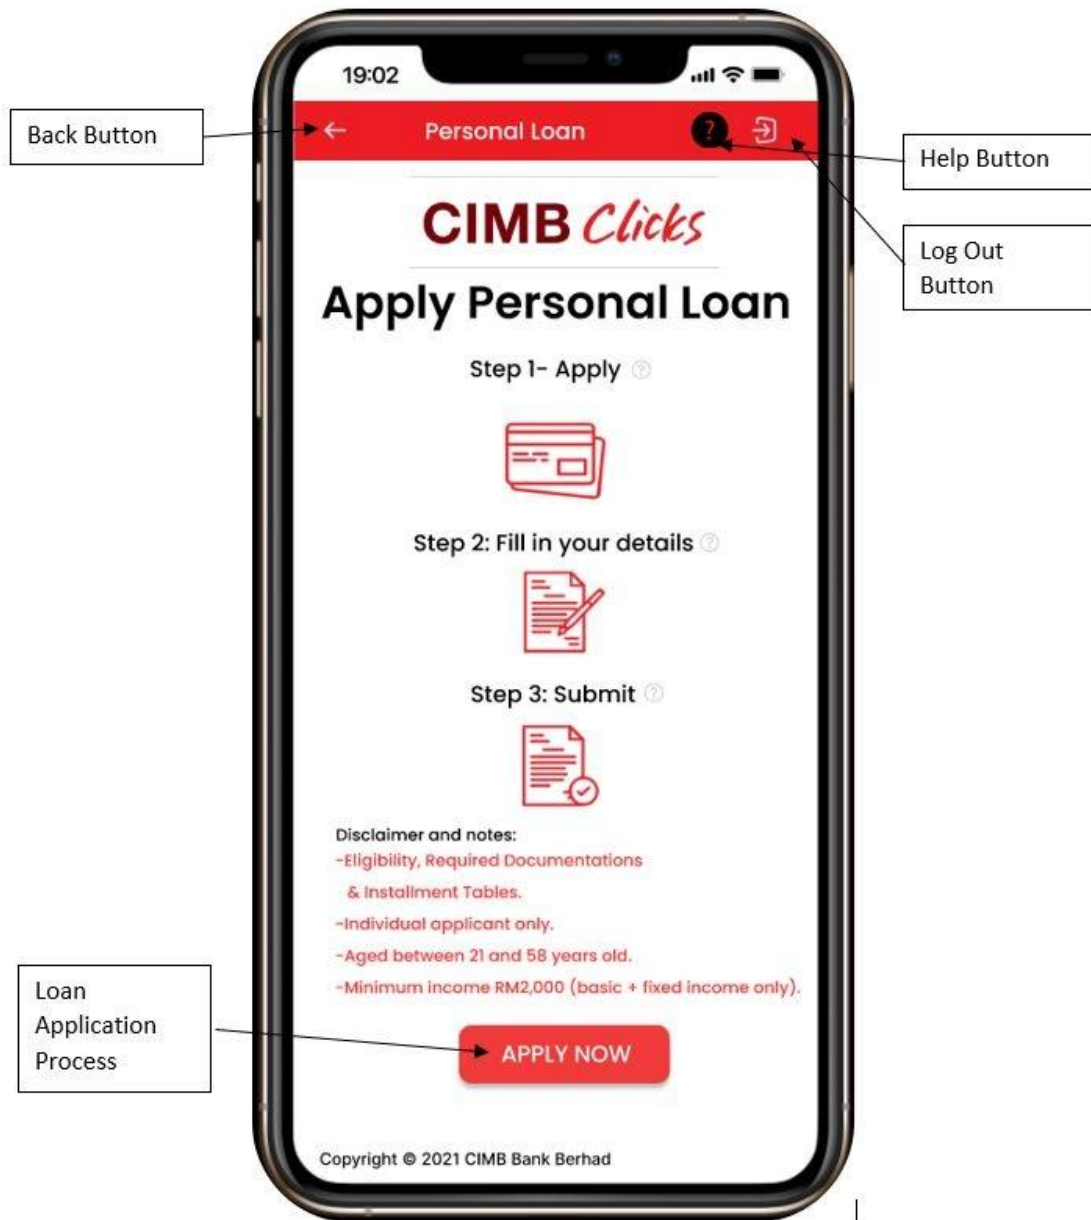 19:02
Back Button
Personal Loan
?
Help Button
CIMB Clicks
Log Out
Button
Apply Personal Loan
Step 1- Apply ?
Step 2: Fill in your details ?
Step 3: Submit ?
Disclaimer and notes:
-Eligibility, Required Documentations
& Installment Tables.
-Individual applicant only.
-Aged between 21 and 58 years old.
-Minimum income RM2,000 (basic + fixed income only).
Loan
Application
Process
APPLY NOW
Copyright © 2021 CIMB Bank Berhad